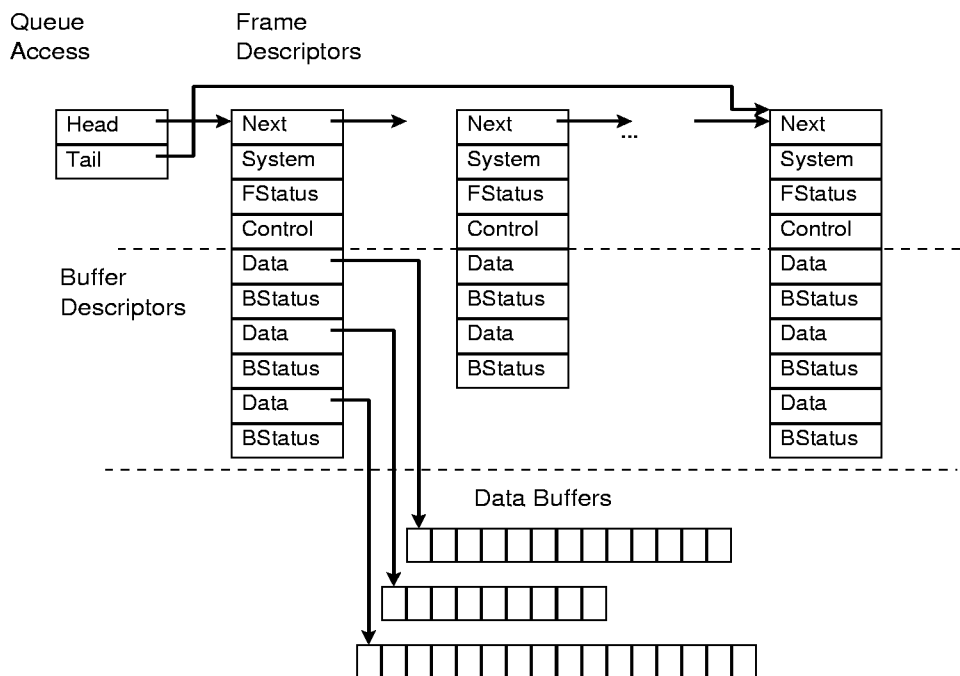 Queue
Access
Frame
Descriptors
Head
Tail
Next
System
FStatus
Control
Data
BStatus
Data
BStatus
Data
BStatus
Next
System
FStatus
Control
Data
BStatus
Data
BStatus
...
Next
System
FStatus
Control
Data
BStatus
Data
BStatus
Data
BStatus
Buffer
Descriptors
Data Buffers